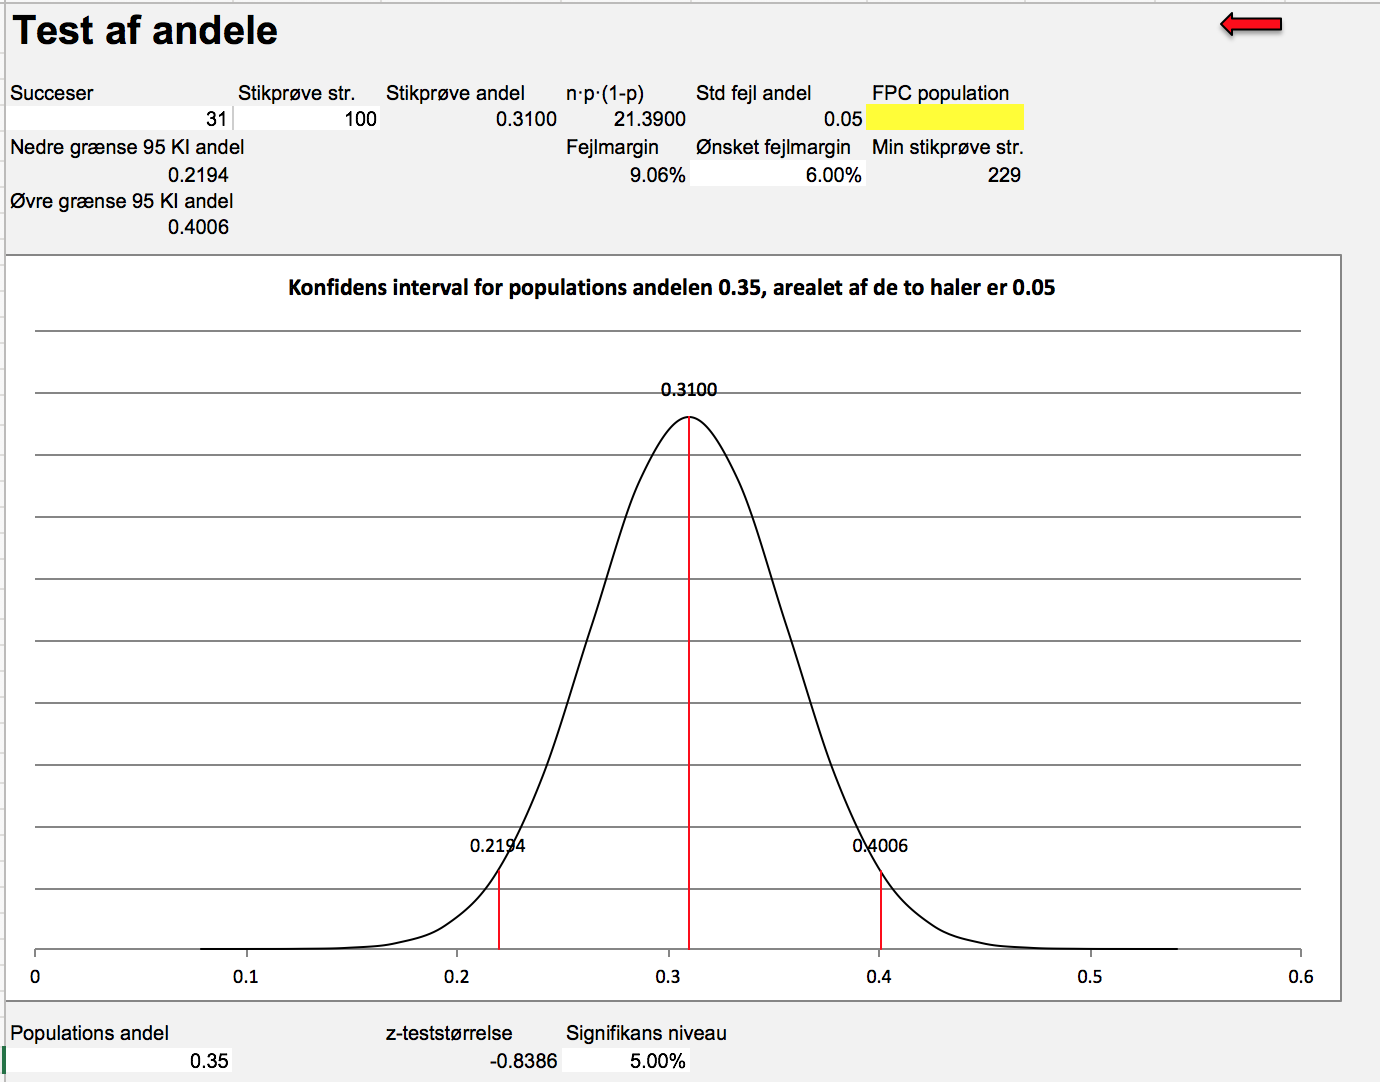 Test af andele
Succeser Stikprøve str. Stikprøve andel n·p·(1-p) Std fejl andel FPC population
31 100 0.3100 21.3900 0.05
Nedre grænse 95 KI andel Fejlmargin Ønsket fejlmargin Min stikprøve str.
0.2194 9.06% 6.00% 229
Øvre grænse 95 KI andel
0.4006
Konfidens interval for populations andelen 0.35, arealet af de to haler er 0.05
0.3100
0.2194 0.4006
0 0.1 0.2 0.3 0.4 0.5 0.6
Populations andel z-teststørrelse Signifikans niveau
0.35 -0.8386 5.00%